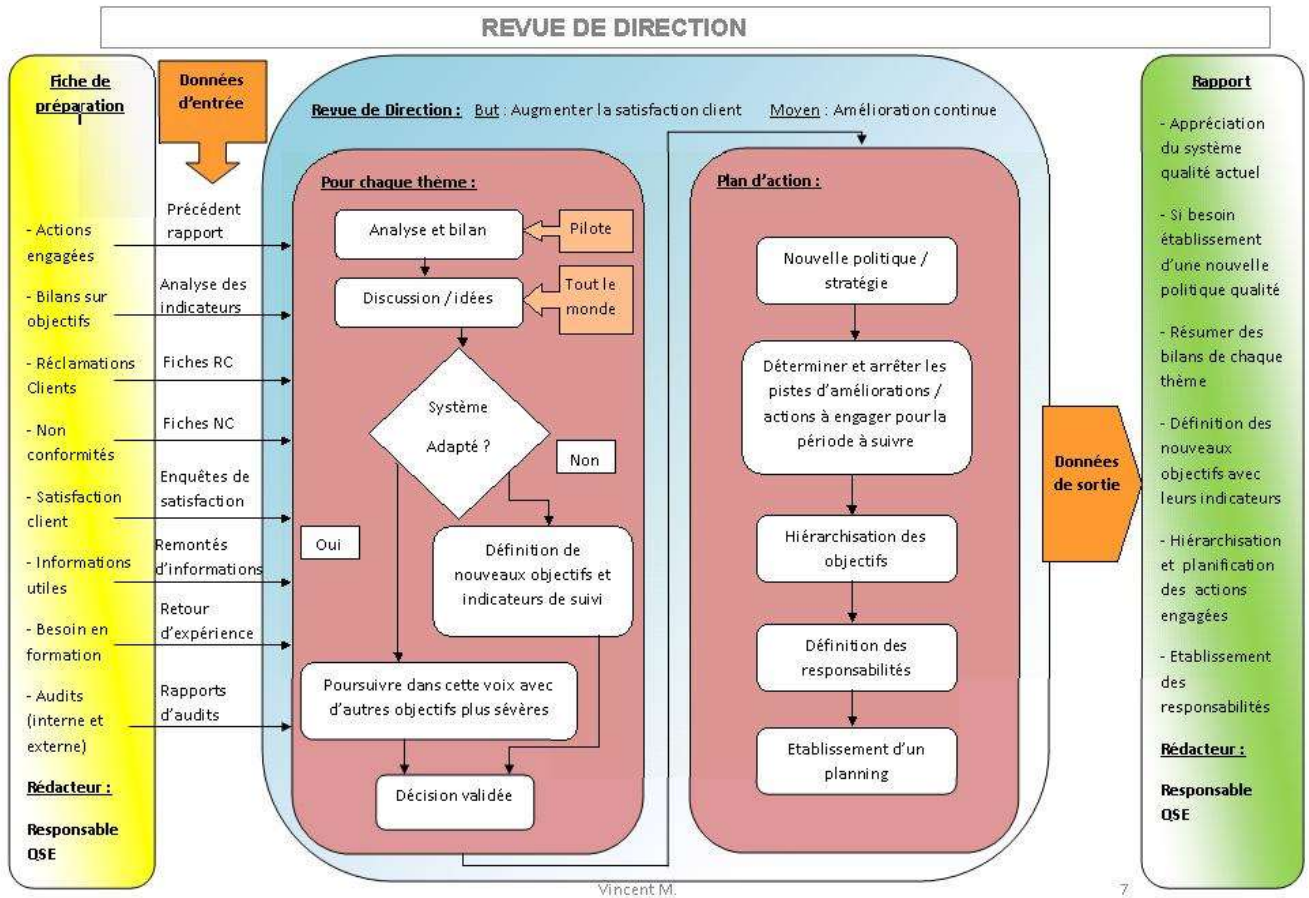 REVUE DE DIRECTION
Fiche de
préparation
- Actions
engagées
- Bilans sur
objectifs
- Réclamations
Clients
- Non
conformités
- Satisfaction
client
- Informations
utiles
- Besoin en
formation
- Audits
(interne et
externe)
Rédacteur :
Responsable
QSE
Données
d'entrée
Précédent
rapport
Analyse des
indicateurs
Fiches RC
Fiches NC
Enquêtes de
satisfaction
Remontés
d'informations
Retour
d'expérience
Rapports
d'audits
Revue de Direction : But : Augmenter la satisfaction client Moyen : Amélioration continue
Pour chaque thème :
Analyse et bilan
Pilote
Discussion / idées
Tout le
monde
Système
Adapté ?
Non
Oui
Définition de
nouveaux objectifs et
indicateurs de suivi
Poursuivre dans cette voix avec
d'autres objectifs plus sévères
Décision validée
Plan d'action :
Nouvelle politique /
stratégie
Déterminer et arrêter les
pistes d'améliorations /
actions à engager pour la
période à suivre
Hiérarchisation des
objectifs
Définition des
responsabilités
Etablissement d'un
planning
Données
de sortie
Rapport
- Appréciation
du système
qualité actuel
- Si besoin
établissement
d'une nouvelle
politique qualité
- Résumer des
bilans de chaque
thème
- Définition des
nouveaux
objectifs avec
leurs indicateurs
- Hiérarchisation
et planification
des actions
engagées
- Etablissement
des
responsabilités
Rédacteur :
Responsable
QSE
Vincent M.
7